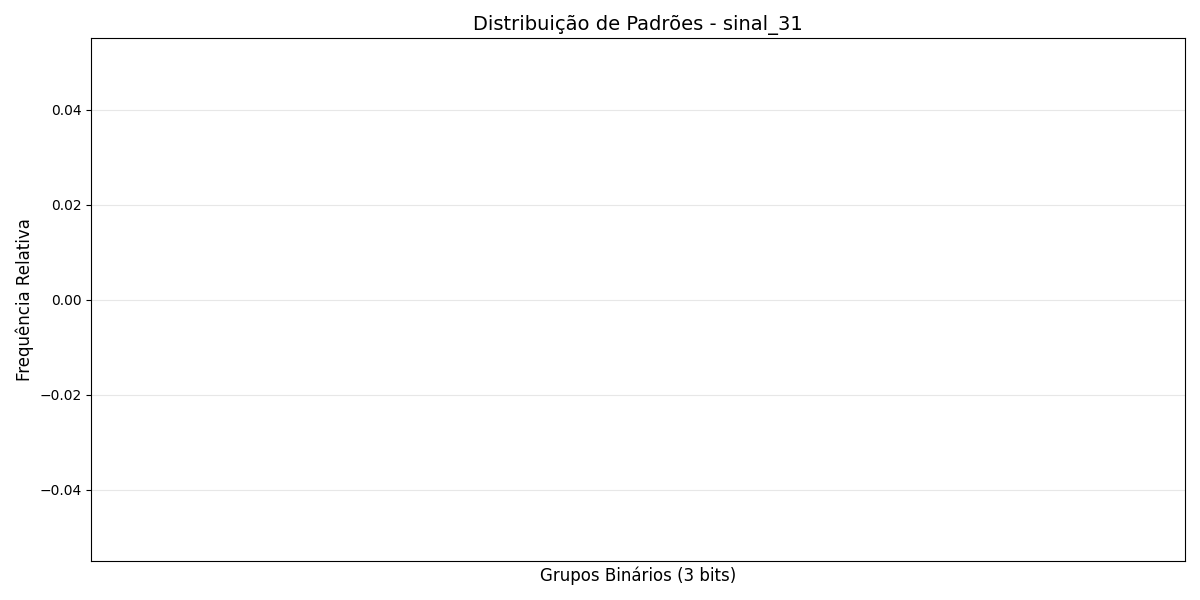 Distribuição de Padrões - sinal_31
0.04
0.02
0.00
−0.02
−0.04
Frequência Relativa
Grupos Binários (3 bits)